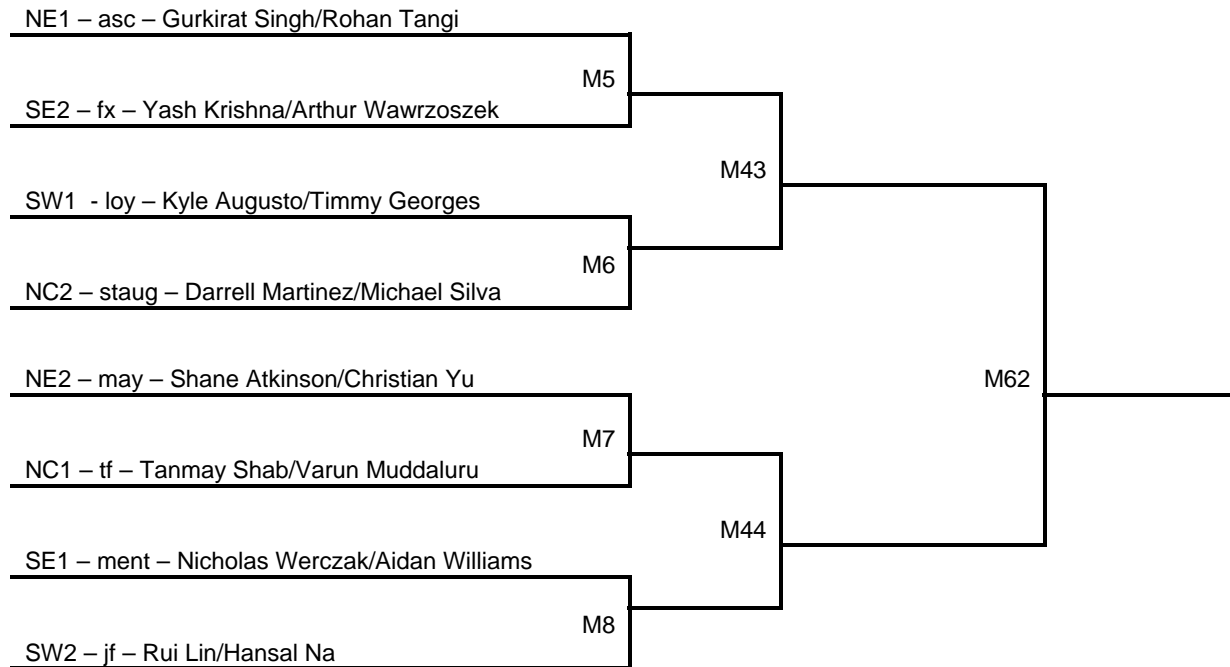 NE1 – asc – Gurkirat Singh/Rohan Tangi
M5
SE2 – fx – Yash Krishna/Arthur Wawrzoszek
M43
SW1  - loy – Kyle Augusto/Timmy Georges
M6
NC2 – staug – Darrell Martinez/Michael Silva
NE2 – may – Shane Atkinson/Christian Yu
M62
M7
NC1 – tf – Tanmay Shab/Varun Muddaluru
M44
SE1 – ment – Nicholas Werczak/Aidan Williams
M8
SW2 – jf – Rui Lin/Hansal Na